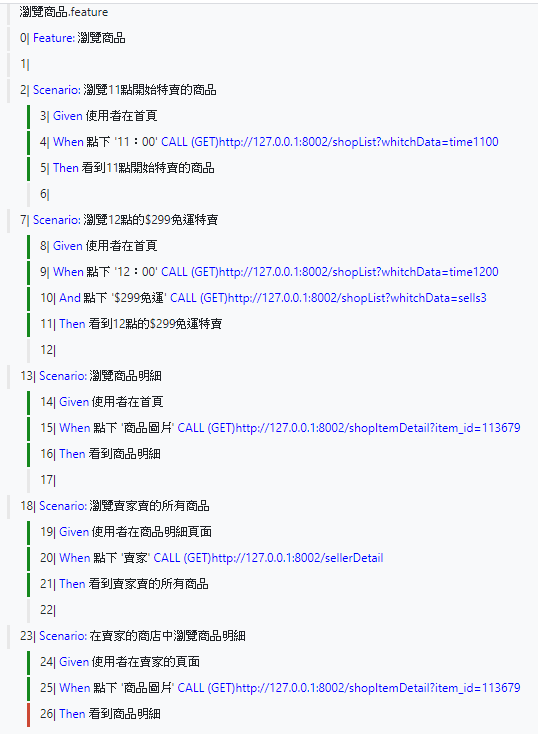 瀏覽商品.feature
0| Feature: 瀏覽商品
1|
2| Scenario: 瀏覽11點開始特賣的商品
3| Given 使用者在首頁
4| When 點下 '11：00' CALL (GET)http://127.0.0.1:8002/shopList?whitchData=time1100
5| Then 看到11點開始特賣的商品
6|
7| Scenario: 瀏覽12點的$299免運特賣
8| Given 使用者在首頁
9| When 點下 '12：00' CALL (GET)http://127.0.0.1:8002/shopList?whitchData=time1200
10| And 點下 '$299免運' CALL (GET)http://127.0.0.1:8002/shopList?whitchData=sells3
11| Then 看到12點的$299免運特賣
12|
13| Scenario: 瀏覽商品明細
14| Given 使用者在首頁
15| When 點下 '商品圖片' CALL (GET)http://127.0.0.1:8002/shopItemDetail?item_id=113679
16| Then 看到商品明細
17|
18| Scenario: 瀏覽賣家賣的所有商品
19| Given 使用者在商品明細頁面
20| When 點下 '賣家' CALL (GET)http://127.0.0.1:8002/sellerDetail
21| Then 看到賣家賣的所有商品
22|
23| Scenario: 在賣家的商店中瀏覽商品明細
24| Given 使用者在賣家的頁面
25| When 點下 '商品圖片' CALL (GET)http://127.0.0.1:8002/shopItemDetail?item_id=113679
26| Then 看到商品明細